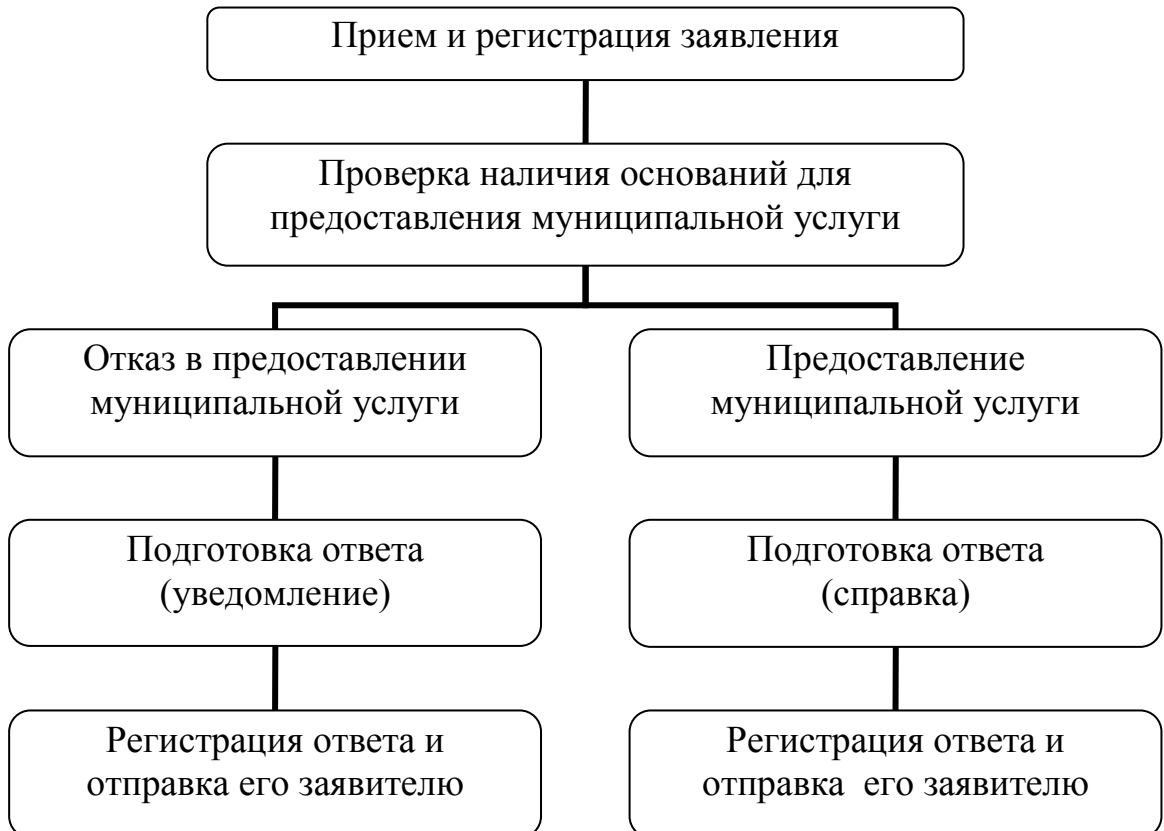 Прием и регистрация заявления
Проверка наличия оснований для
предоставления муниципальной услуги
Отказ в предоставлении
муниципальной услуги
Предоставление
муниципальной услуги
Подготовка ответа
(уведомление)
Подготовка ответа
(справка)
Регистрация ответа и
отправка его заявителю
Регистрация ответа и
отправка  его заявителю